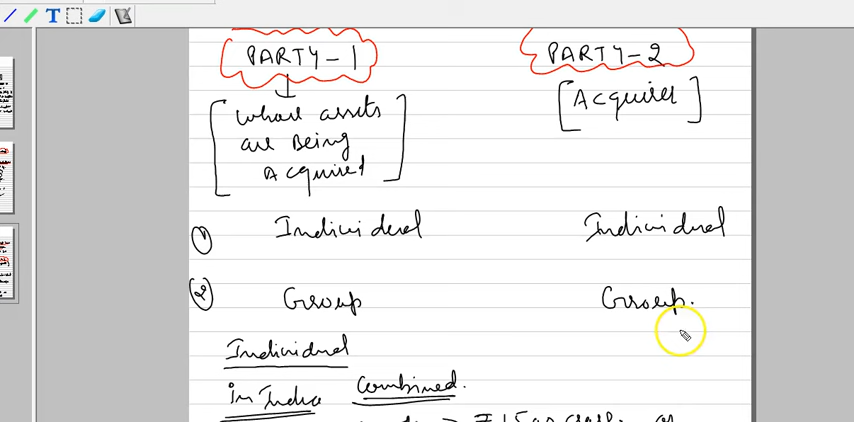 T
PARTY-1 PARTY-2
[Whose assets [Acquirer]
are Being
Acquired]
① Individual Individual
② Group Group.
Individual
In India Combined.